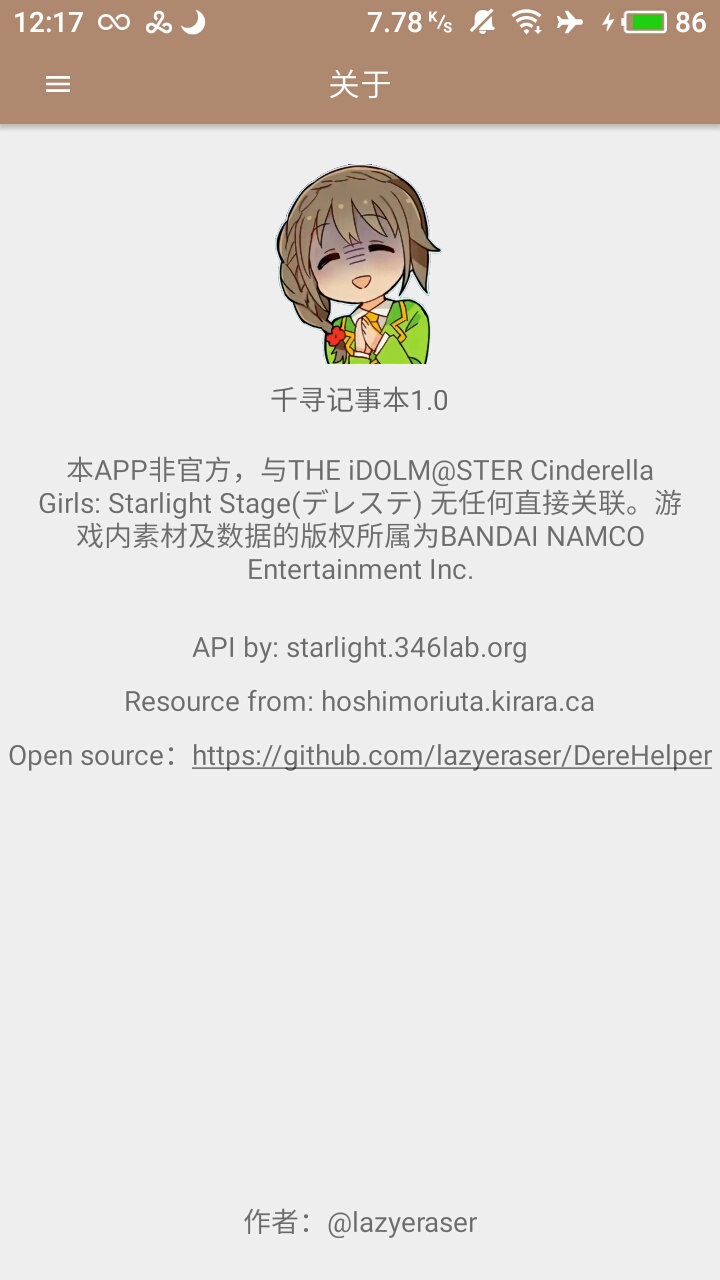 12:17
7.78 K/s
86
关于
千寻记事本1.0
本APP非官方，与THE iDOLM@STER Cinderella
Girls: Starlight Stage(デレステ) 无任何直接关联。游
戏内素材及数据的版权所属为BANDAI NAMCO
Entertainment Inc.
API by: starlight.346lab.org
Resource from: hoshimoriuta.kirara.ca
Open source：https://github.com/lazyeraser/DereHelper
作者：@lazyeraser